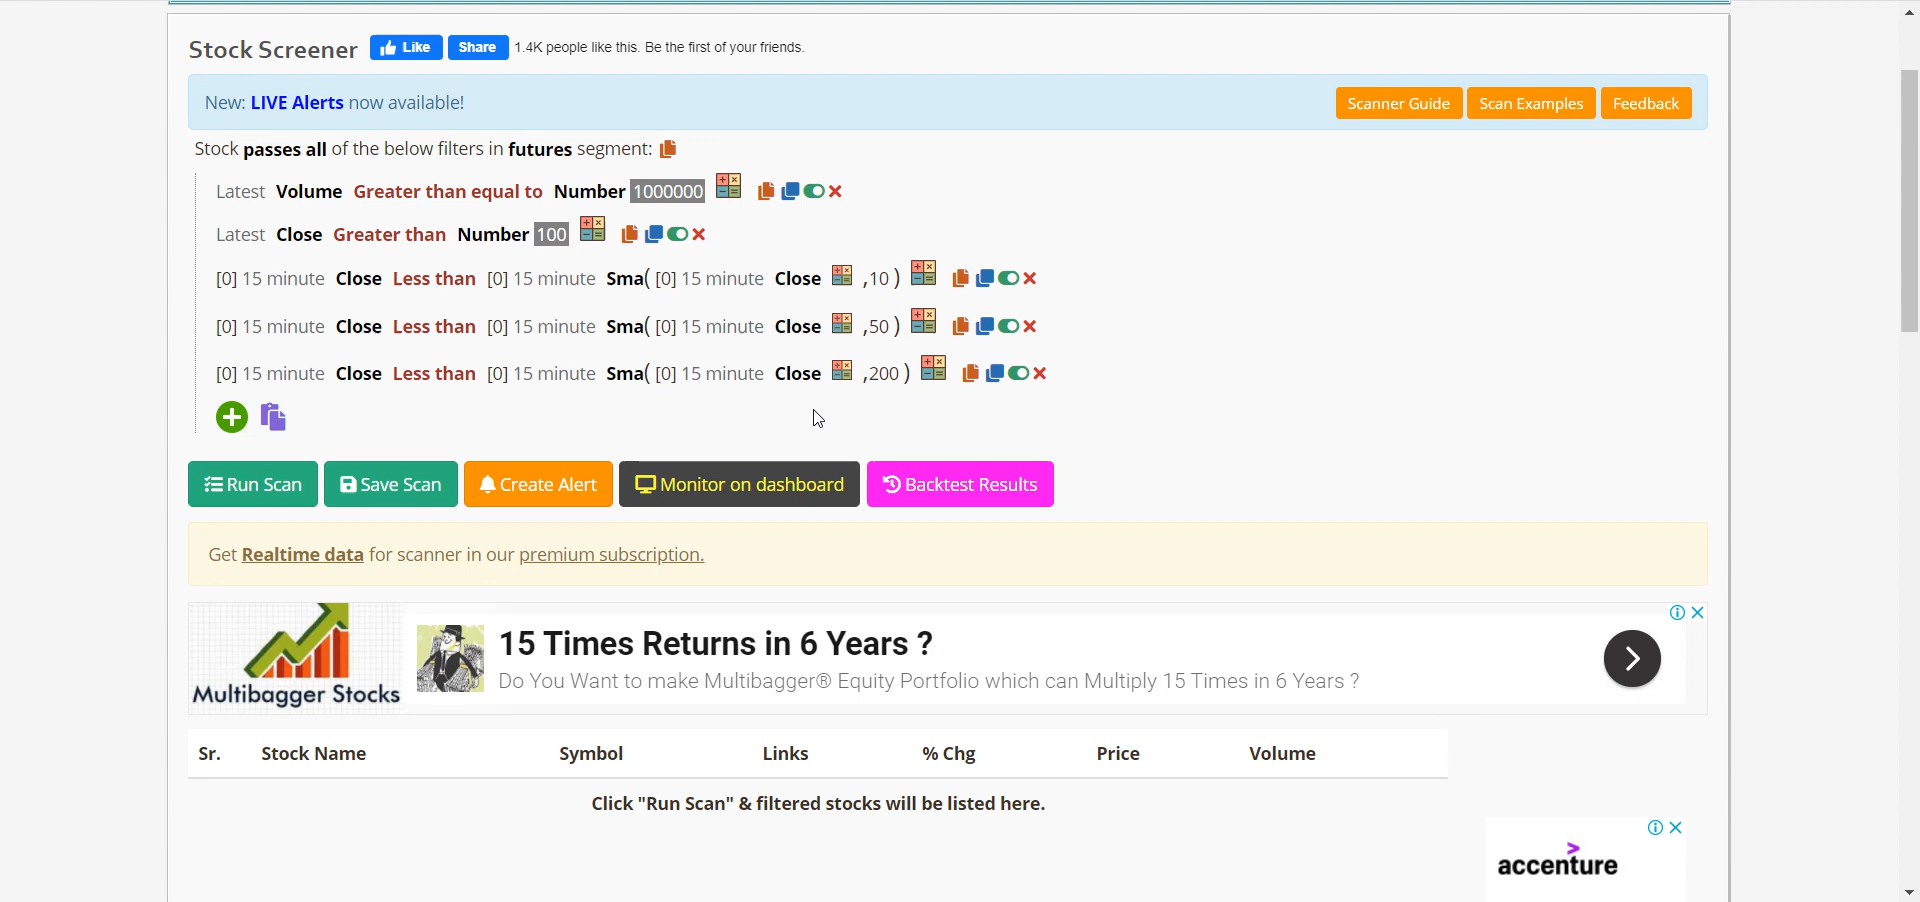 Stock Screener Like Share 1.4K people like this. Be the first of your friends.
New: LIVE Alerts now available! Scanner Guide Scan Examples Feedback
Stock passes all of the below filters in futures segment:
Latest Volume Greater than equal to Number 1000000
Latest Close Greater than Number 100
[0] 15 minute Close Less than [0] 15 minute Sma( [0] 15 minute Close ,10 )
[0] 15 minute Close Less than [0] 15 minute Sma( [0] 15 minute Close ,50 )
[0] 15 minute Close Less than [0] 15 minute Sma( [0] 15 minute Close ,200 )
Run Scan Save Scan Create Alert Monitor on dashboard Backtest Results
Get Realtime data for scanner in our premium subscription.
Multibagger Stocks
15 Times Returns in 6 Years ?
Do You Want to make Multibagger® Equity Portfolio which can Multiply 15 Times in 6 Years ?
Sr. Stock Name Symbol Links % Chg Price Volume
Click "Run Scan" & filtered stocks will be listed here.
accenture